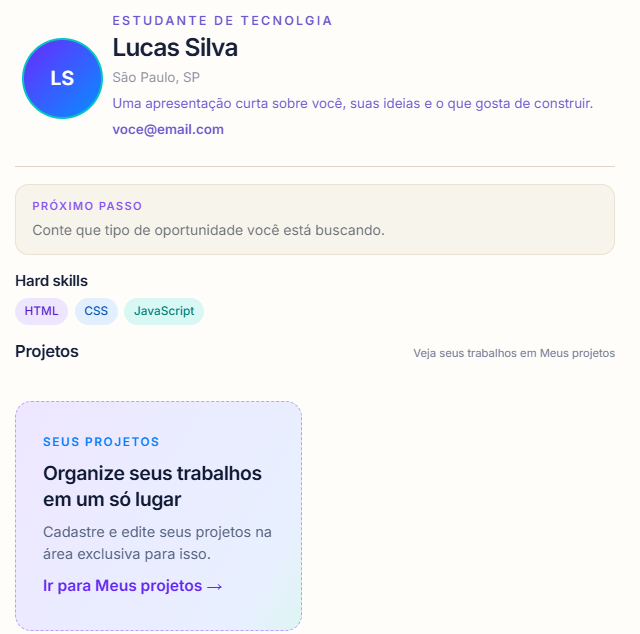 ESTUDANTE DE TECNOLGIA
LS
Lucas Silva
São Paulo, SP
Uma apresentação curta sobre você, suas ideias e o que gosta de construir.
voce@email.com
PRÓXIMO PASSO
Conte que tipo de oportunidade você está buscando.
Hard skills
HTML CSS JavaScript
Projetos Veja seus trabalhos em Meus projetos
SEUS PROJETOS
Organize seus trabalhos
em um só lugar
Cadastre e edite seus projetos na
área exclusiva para isso.
Ir para Meus projetos →